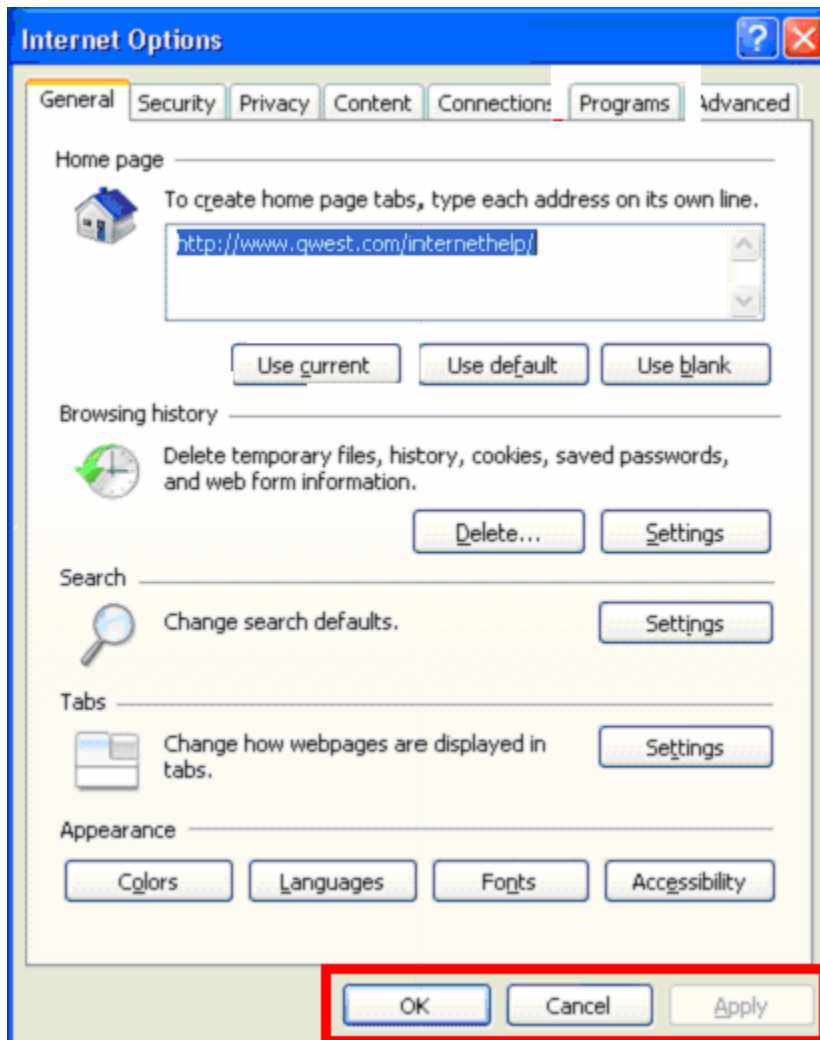 Internet Options
General Security Privacy Content Connections Programs Advanced
Home page
To create home page tabs, type each address on its own line.
http://www.qwest.com/internethelp/
Use current Use default Use blank
Browsing history
Delete temporary files, history, cookies, saved passwords,
and web form information.
Delete... Settings
Search
Change search defaults. Settings
Tabs
Change how webpages are displayed in
tabs.
Settings
Appearance
Colors Languages Fonts Accessibility
OK Cancel Apply